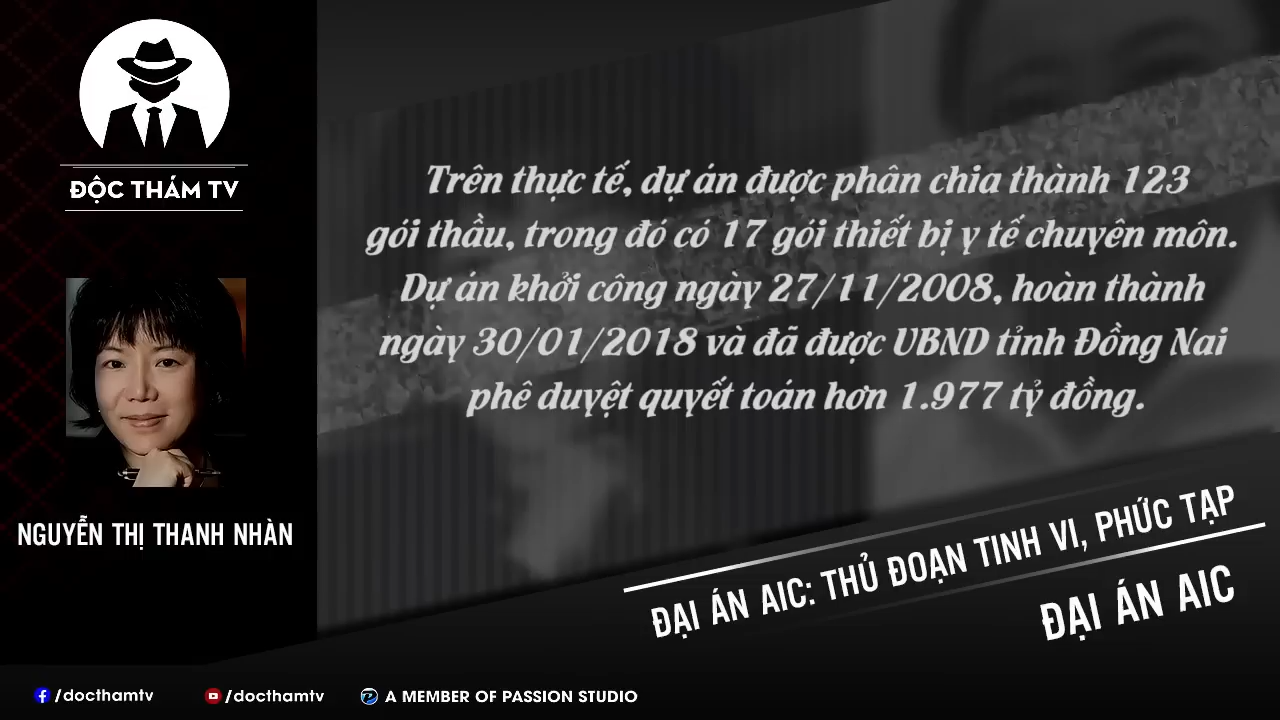 ĐỘC THÁM TV
NGUYỄN THỊ THANH NHÀN
Trên thực tế, dự án được phân chia thành 123
gói thầu, trong đó có 17 gói thiết bị y tế chuyên môn.
Dự án khởi công ngày 27/11/2008, hoàn thành
ngày 30/01/2018 và đã được UBND tỉnh Đồng Nai
phê duyệt quyết toán hơn 1.977 tỷ đồng.
ĐẠI ÁN AIC: THỦ ĐOẠN TINH VI, PHỨC TẠP
ĐẠI ÁN AIC
/docthamtv
/docthamtv
A MEMBER OF PASSION STUDIO